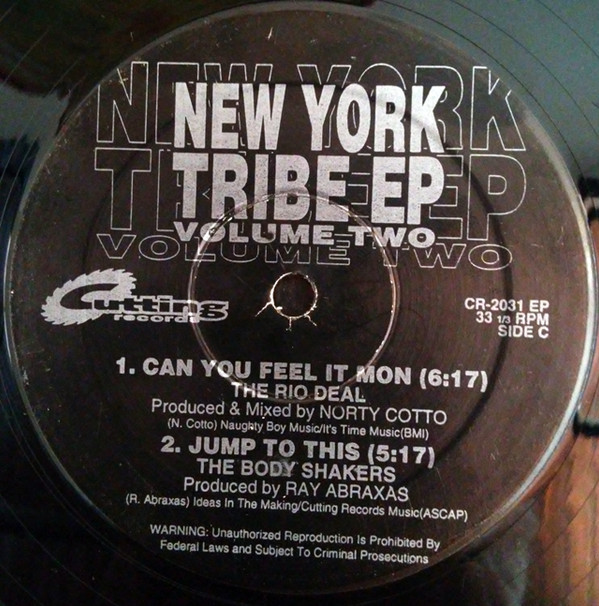 NEW YORK
TRIBE EP
VOLUME TWO
Cutting
records
CR-2031 EP
33 1/3 RPM
SIDE C
1. CAN YOU FEEL IT MON (6:17)
THE RIO DEAL
Produced & Mixed by NORTY COTTO
(N. Cotto) Naughty Boy Music/It's Time Music(BMI)
2. JUMP TO THIS (5:17)
THE BODY SHAKERS
Produced by RAY ABRAXAS
(R. Abraxas) Ideas In The Making/Cutting Records Music(ASCAP)
WARNING: Unauthorized Reproduction Is Prohibited By
Federal Laws and Subject To Criminal Prosecutions